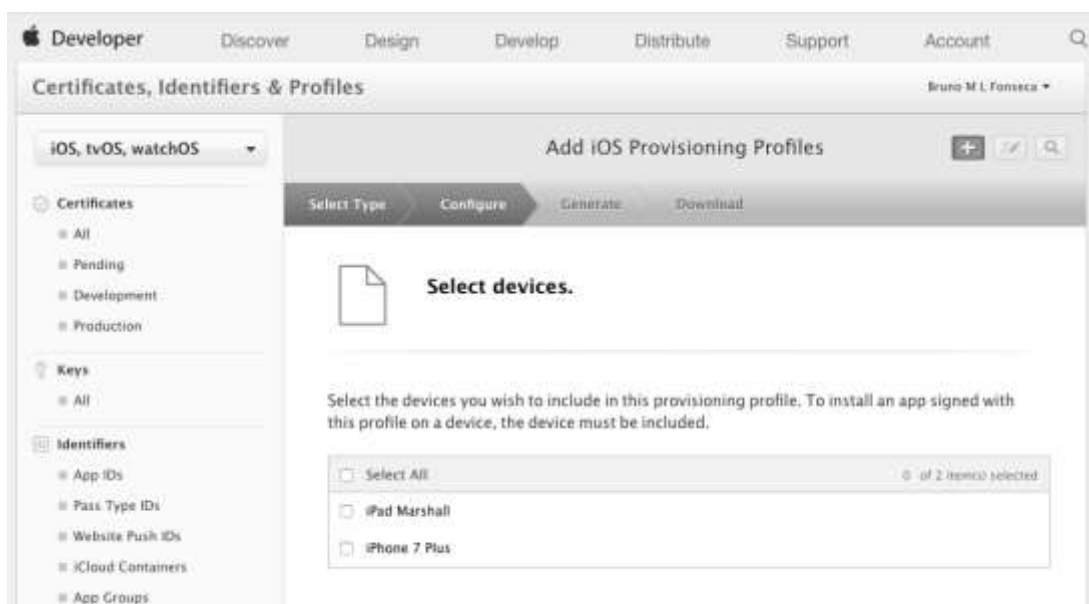 Developer Discover Design Develop Distribute Support Account
Certificates, Identifiers & Profiles Bruno M L Fonseca
iOS, tvOS, watchOS
Add iOS Provisioning Profiles
Certificates
All
Pending
Development
Production
Keys
All
Identifiers
App IDs
Pass Type IDs
Website Push IDs
iCloud Containers
App Groups
Select Type Configure Generate Download
Select devices.
Select the devices you wish to include in this provisioning profile. To install an app signed with
this profile on a device, the device must be included.
Select All 0 of 2 selected
iPad Marshall
iPhone 7 Plus